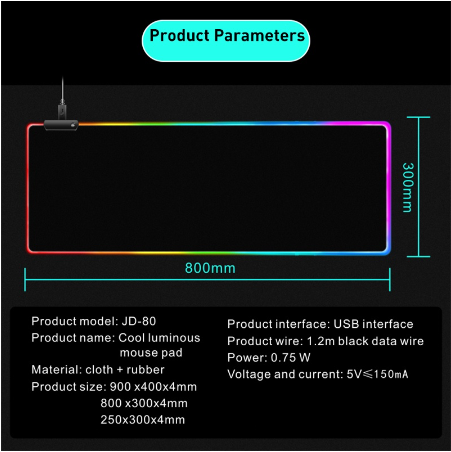 Product Parameters
300mm
800mm
Product model: JD-80
Product name: Cool luminous
mouse pad
Material: cloth + rubber
Product size: 900 x400x4mm
800 x300x4mm
250x300x4mm
Product interface: USB interface
Product wire: 1.2m black data wire
Power: 0.75 W
Voltage and current: 5V≤150mA